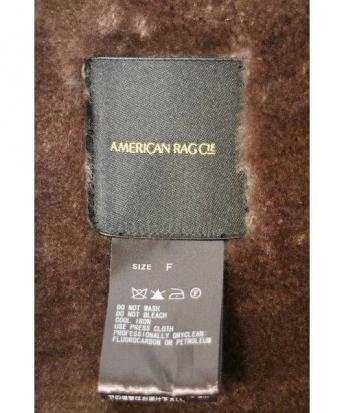 AMERICAN RAG CIE
SIZE F
F
DO NOT WASH
DO NOT BLEACH
COOL IRON
USE PRESS CLOTH
PROFESSIONALLY DRYCLEAN:
FLUOROCARBON OR PETROLEUM